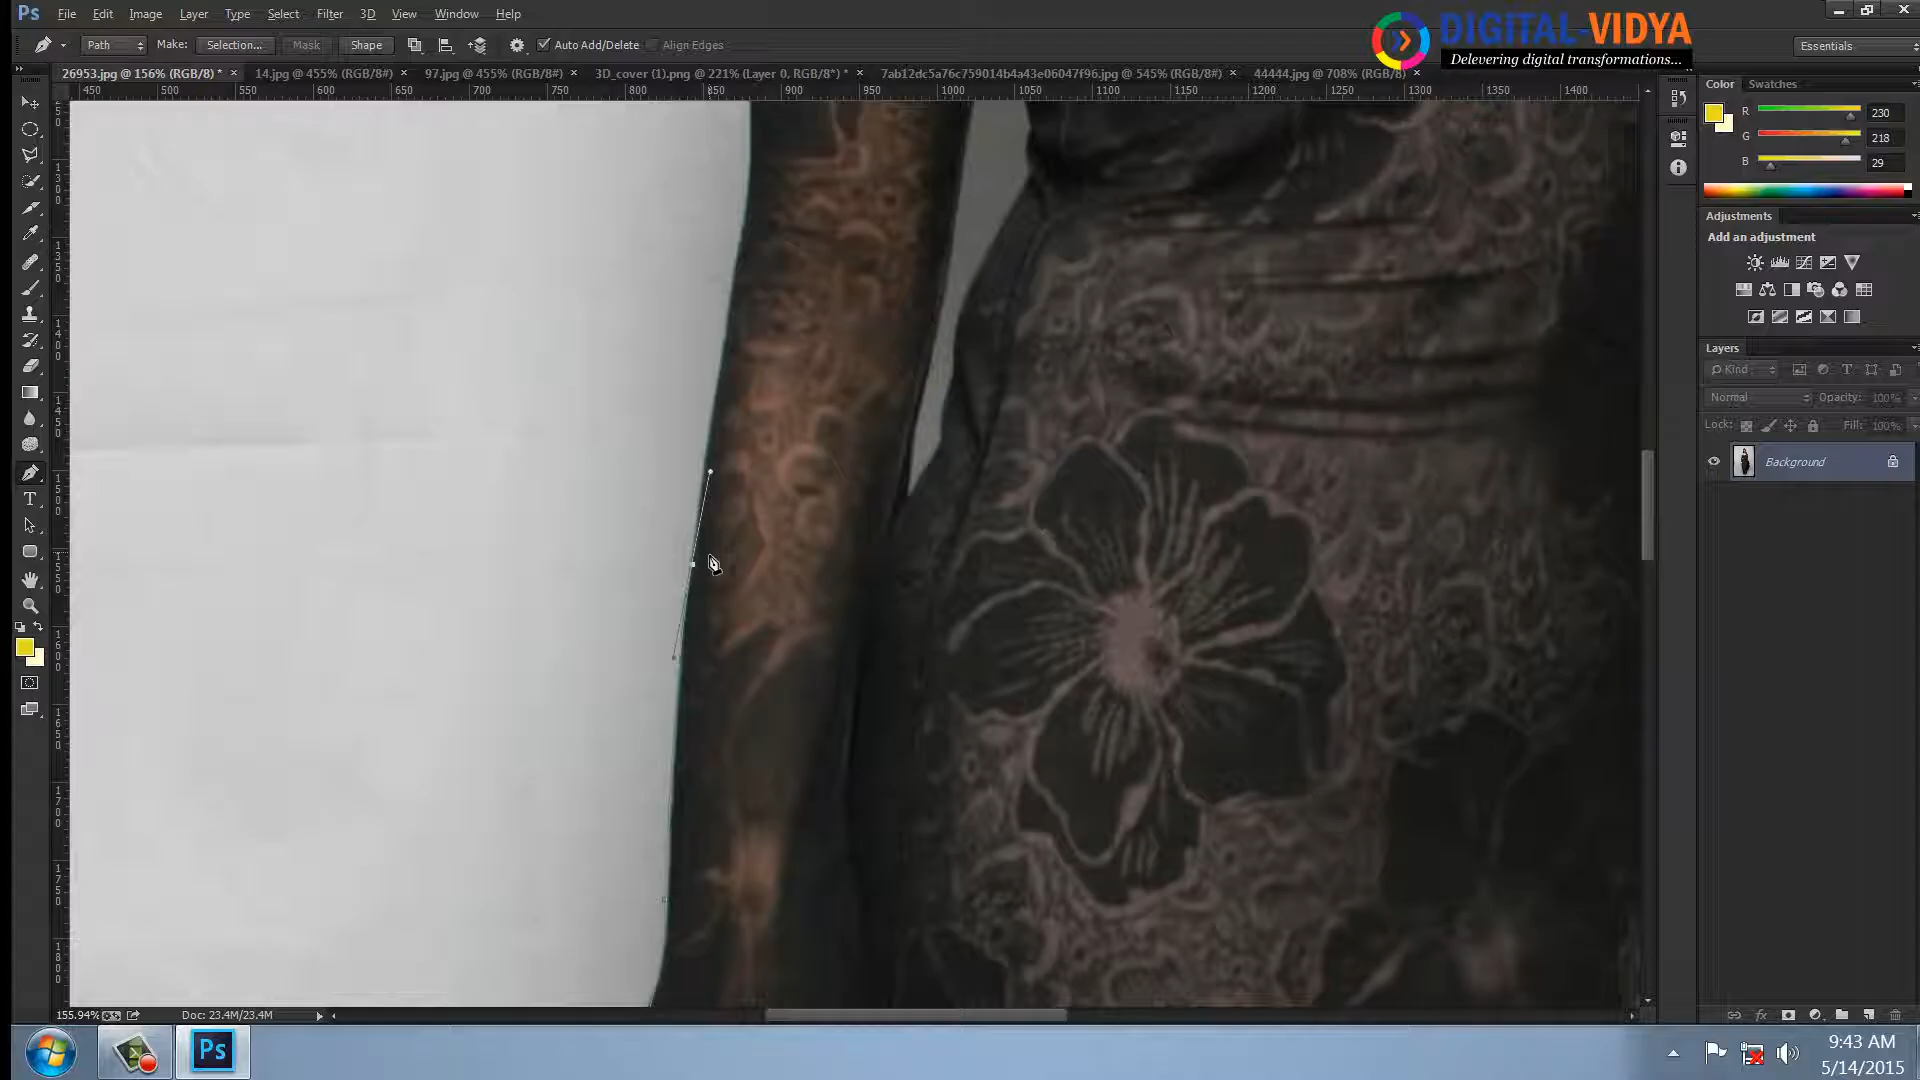 Ps File Edit Image Layer Type Select Filter 3D View Window Help
DIGITAL-VIDYA
Delevering digital transformations...
Path Make: Selection... Mask Shape Auto Add/Delete Align Edges
Essentials
26953.jpg @ 156% (RGB/8) * × 14.jpg @ 455% (RGB/8#) × 97.jpg @ 455% (RGB/8#) × 3D_cover (1).png @ 221% (Layer 0, RGB/8*) * × 7ab12dc5a76c759014b4a43e06047f96.jpg @ 545% (RGB/8#) × 44444.jpg @ 708% (RGB/8) ×
450 500 550 600 650 700 750 800 850 900 950 1000 1050 1100 1150 1200 1250 1300 1350 1400
Color Swatches
R 230
G 218
B 29
Adjustments
Add an adjustment
Layers
Kind
Normal Opacity: 100%
Lock: Fill: 100%
Background
155.94% Doc: 23.4M/23.4M
Ps
9:43 AM
5/14/2015